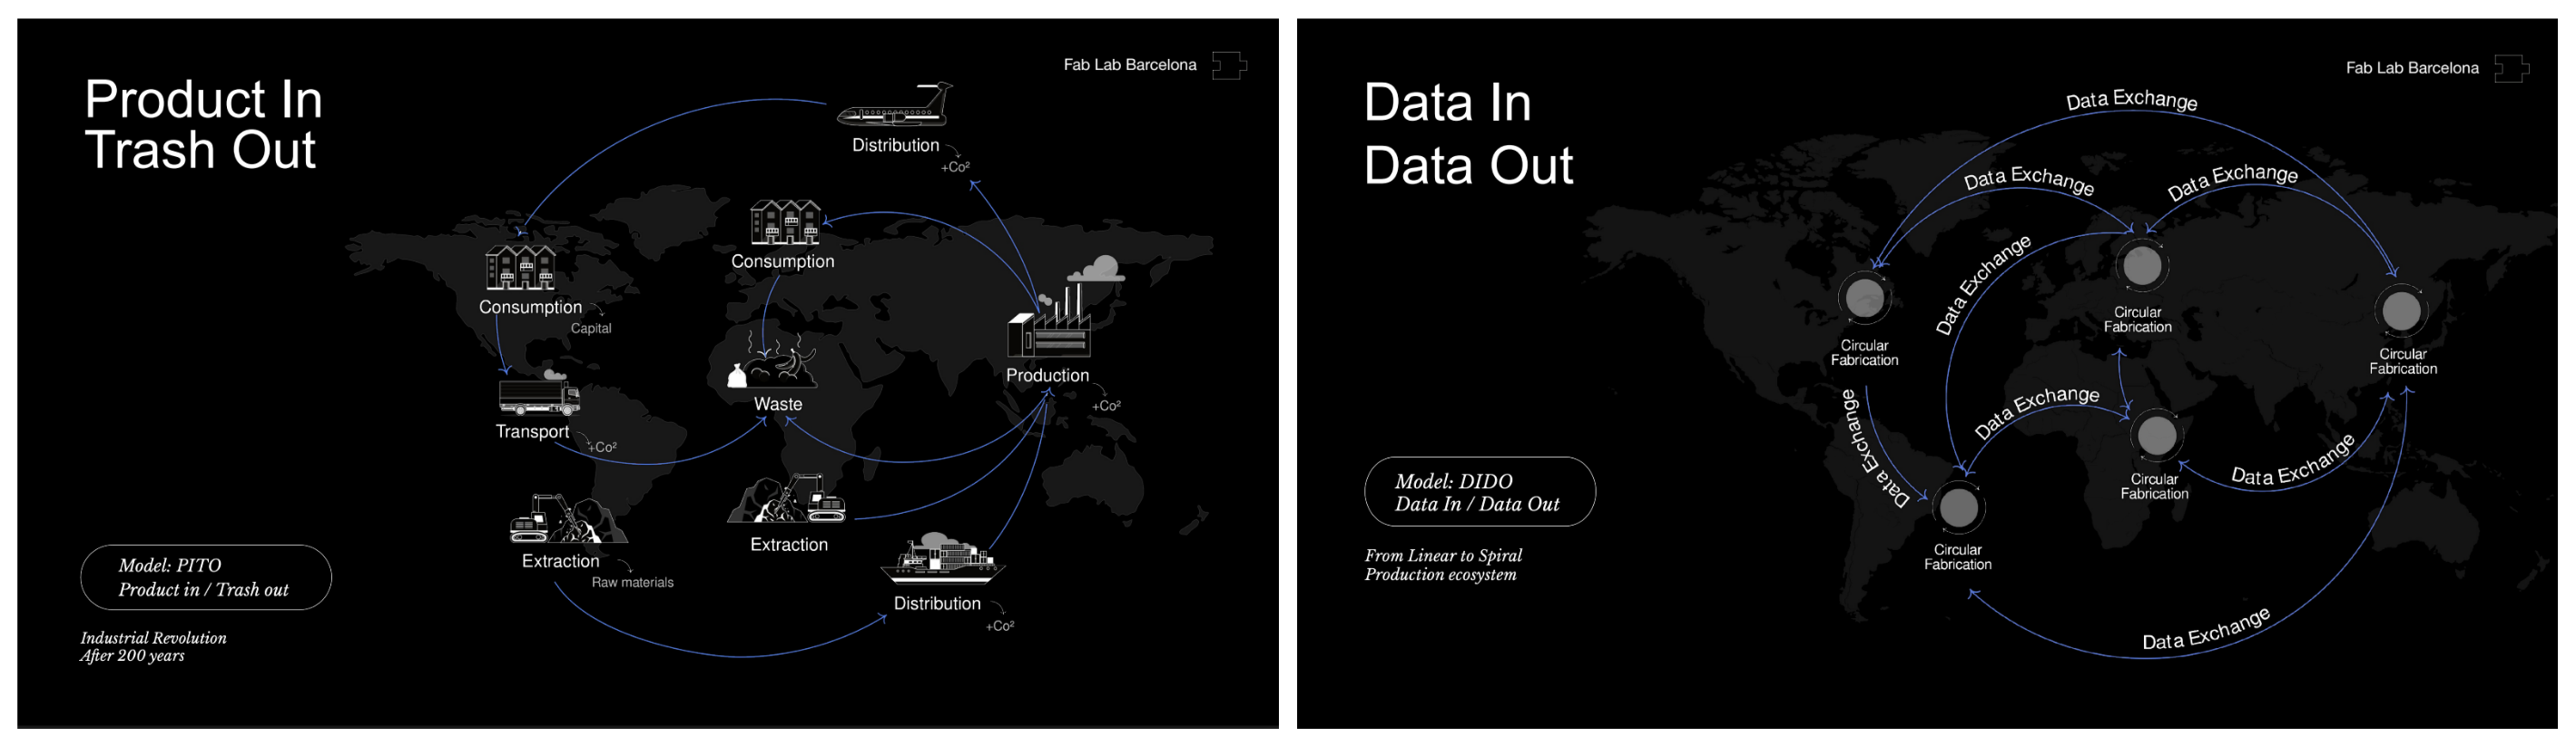 Product In
Trash Out
Fab Lab Barcelona
Distribution
+Co²
Consumption
Consumption
Capital
Production
+Co²
Waste
Transport
+Co²
Extraction
Raw materials
Extraction
Distribution
+Co²
Model: PITO
Product in / Trash out
Industrial Revolution
After 200 years
Data In
Data Out
Fab Lab Barcelona
Data Exchange
Data Exchange
Data Exchange
Data Exchange
Circular
Fabrication
Circular
Fabrication
Circular
Fabrication
Data Exchange
Data Exchange
Data Exchange
Circular
Fabrication
Circular
Fabrication
Data Exchange
Model: DIDO
Data In / Data Out
From Linear to Spiral
Production ecosystem